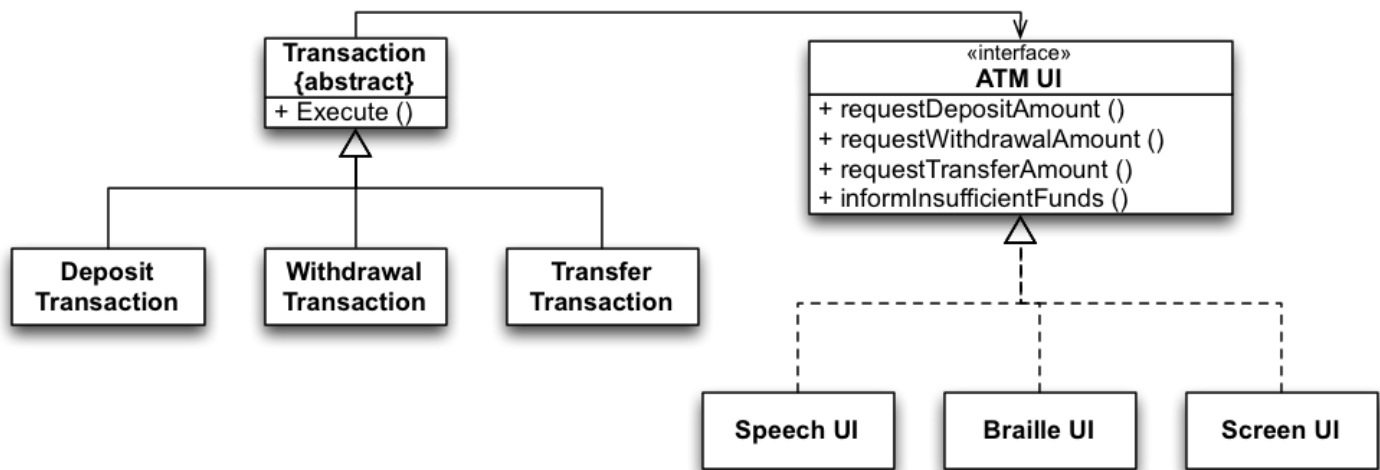 Transaction
{abstract}
+ Execute ()
«interface»
ATM UI
+ requestDepositAmount ()
+ requestWithdrawalAmount ()
+ requestTransferAmount ()
+ informInsufficientFunds ()
Deposit
Transaction
Withdrawal
Transaction
Transfer
Transaction
Speech UI
Braille UI
Screen UI